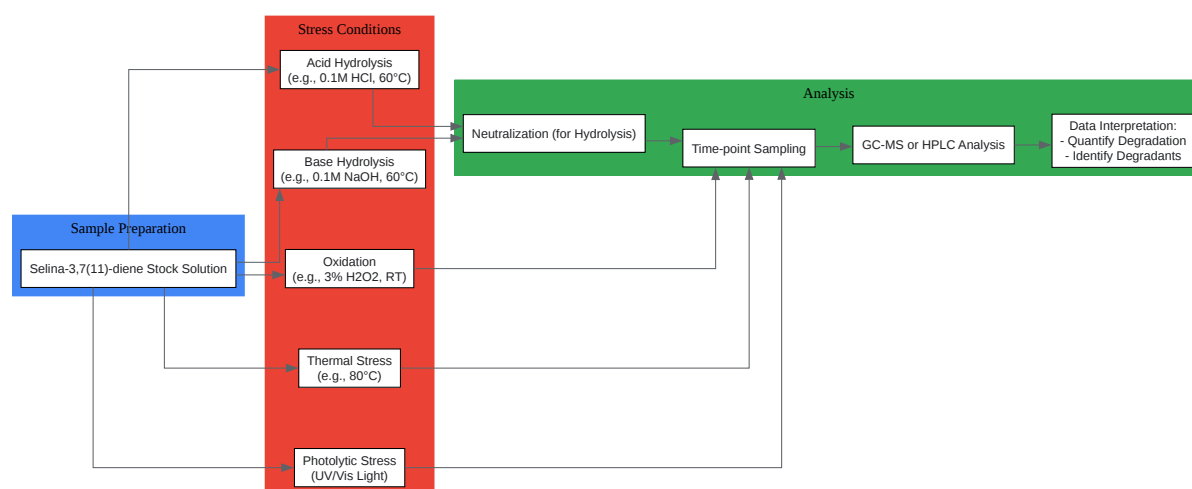 Stress Conditions
Acid Hydrolysis
(e.g., 0.1M HCl, 60°C)
Analysis
Neutralization (for Hydrolysis)
Time-point Sampling
GC-MS or HPLC Analysis
Data Interpretation:
- Quantify Degradation
- Identify Degradants
Base Hydrolysis
(e.g., 0.1M NaOH, 60°C)
Sample Preparation
Selina-3,7(11)-diene Stock Solution
Oxidation
(e.g., 3% H2O2, RT)
Thermal Stress
(e.g., 80°C)
Photolytic Stress
(UV/Vis Light)